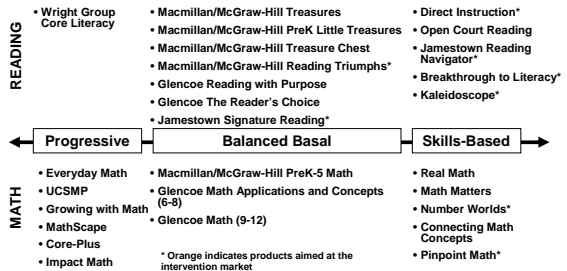 READING
• Wright Group
Core Literacy
• Macmillan/McGraw-Hill Treasures
• Macmillan/McGraw-Hill PreK Little Treasures
• Macmillan/McGraw-Hill Treasure Chest
• Macmillan/McGraw-Hill Reading Triumphs*
• Glencoe Reading with Purpose
• Glencoe The Reader's Choice
• Jamestown Signature Reading*
• Direct Instruction*
• Open Court Reading
• Jamestown Reading
Navigator*
• Breakthrough to Literacy*
• Kaleidoscope*
Progressive
Balanced Basal
Skills-Based
MATH
• Everyday Math
• UCSMP
• Growing with Math
• MathScape
• Core-Plus
• Impact Math
• Macmillan/McGraw-Hill PreK-5 Math
• Glencoe Math Applications and Concepts
(6-8)
• Glencoe Math (9-12)
* Orange indicates products aimed at the
intervention market
• Real Math
• Math Matters
• Number Worlds*
• Connecting Math
Concepts
• Pinpoint Math*